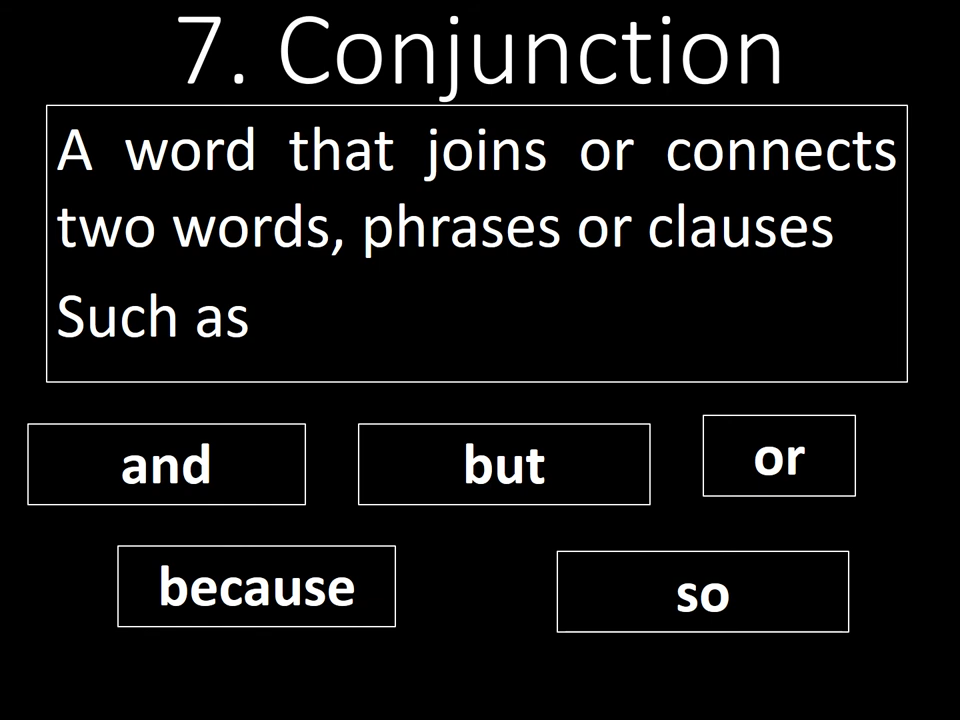 7. Conjunction
A word that joins or connects
two words, phrases or clauses
Such as
and
but
or
because
so